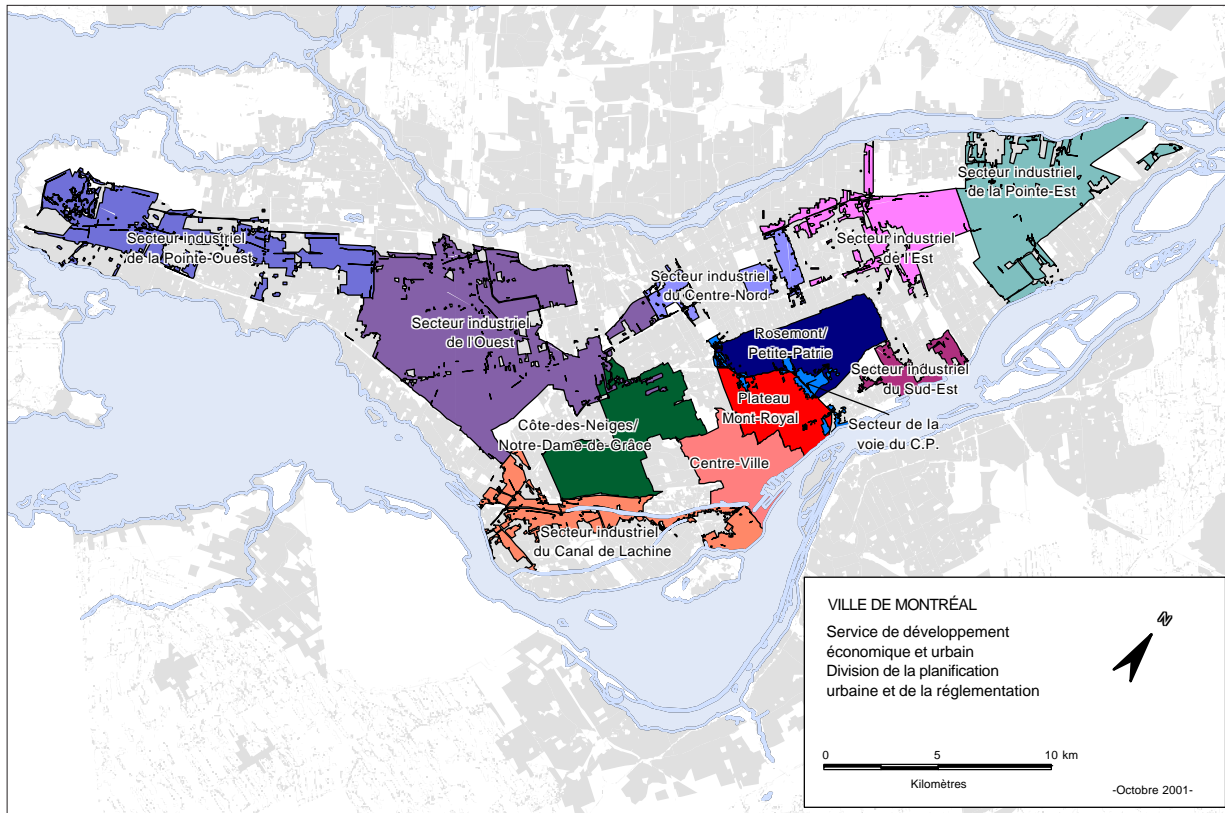 Secteur industriel
de la Pointe-Est
Secteur industriel
de la Pointe-Ouest
Secteur industriel
de l'Est
Secteur industriel
du Centre-Nord
Secteur industriel
de l'Ouest
Rosemont/
Petite-Patrie
Secteur industriel
du Sud-Est
Plateau
Mont-Royal
Secteur de la
voie du C.P.
Côte-des-Neiges/
Notre-Dame-de-Grâce
Centre-Ville
Secteur industriel
du Canal de Lachine
VILLE DE MONTRÉAL
Service de développement
économique et urbain
Division de la planification
urbaine et de la réglementation
N
0 5 10 km
Kilomètres
-Octobre 2001-